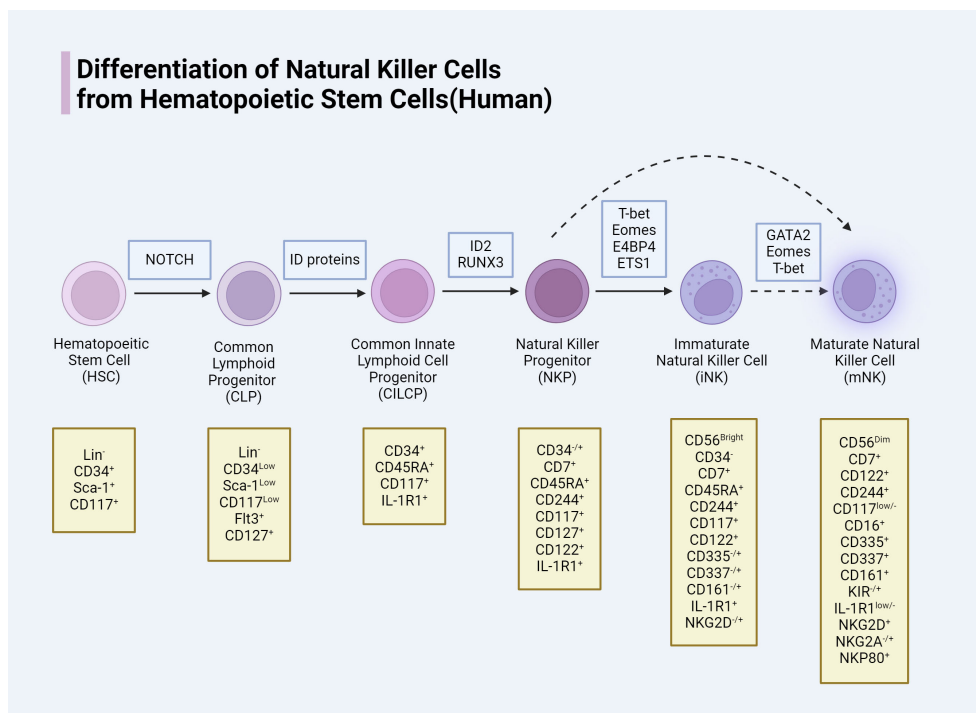 Differentiation of Natural Killer Cells
from Hematopoietic Stem Cells(Human)
NOTCH
ID proteins
ID2
RUNX3
T-bet
Eomes
E4BP4
ETS1
GATA2
Eomes
T-bet
Hematopoeitic
Stem Cell
(HSC)
Common
Lymphoid
Progenitor
(CLP)
Common Innate
Lymphoid Cell
Progenitor
(CILCP)
Natural Killer
Progenitor
(NKP)
Immaturate
Natural Killer Cell
(iNK)
Maturate Natural
Killer Cell
(mNK)
Lin⁻
CD34⁺
Sca-1⁺
CD117⁺
Lin⁻
CD34Low
Sca-1Low
CD117Low
Flt3⁺
CD127⁺
CD34⁺
CD45RA⁺
CD117⁺
IL-1R1⁺
CD34⁻/⁺
CD7⁺
CD45RA⁺
CD244⁺
CD117⁺
CD127⁺
CD122⁺
IL-1R1⁺
CD56Bright
CD34⁻
CD7⁺
CD45RA⁺
CD244⁺
CD117⁺
CD122⁺
CD335⁻/⁺
CD337⁻/⁺
CD161⁻/⁺
IL-1R1⁺
NKG2D⁻/⁺
CD56Dim
CD7⁺
CD122⁺
CD244⁺
CD117low/-
CD16⁺
CD335⁺
CD337⁺
CD161⁺
KIR⁻/⁺
IL-1R1low/-
NKG2D⁺
NKG2A⁻/⁺
NKP80⁺